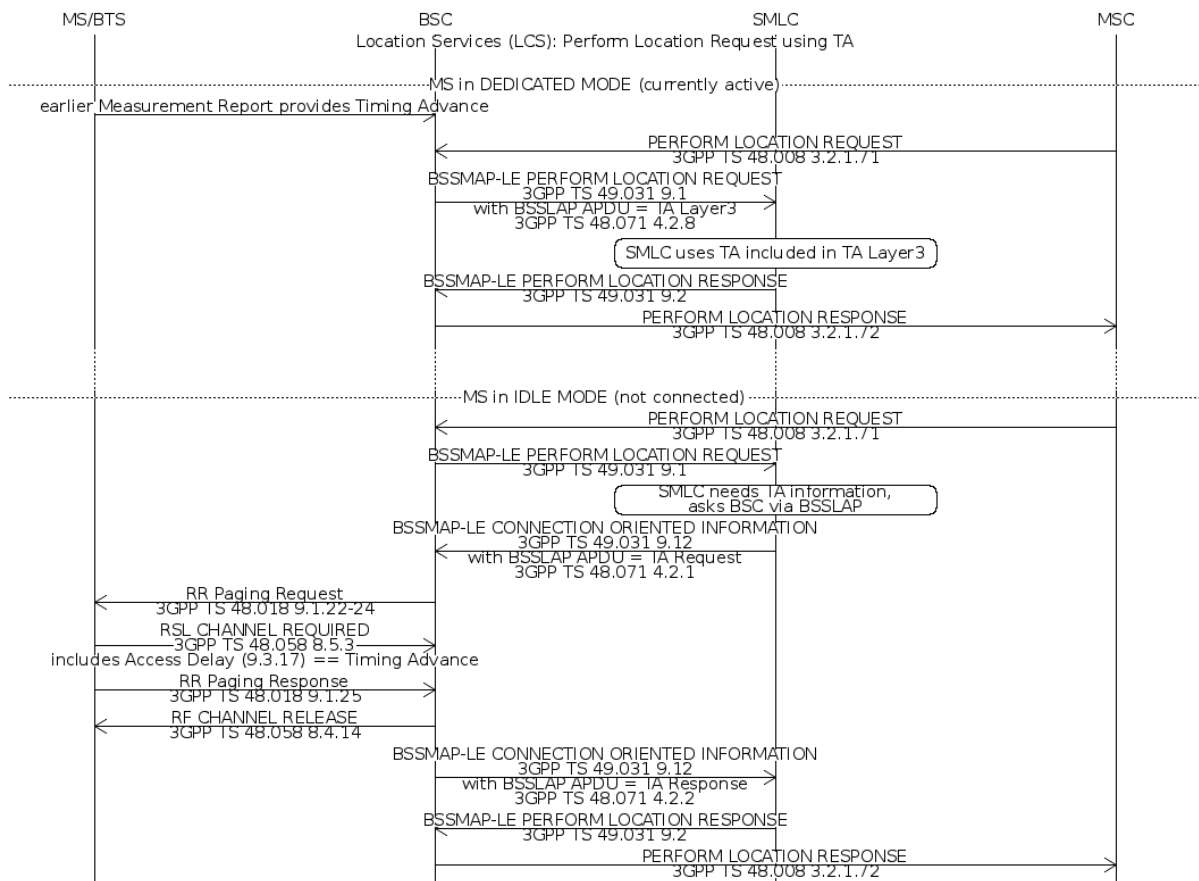 MS/BTS BSC SMLC MSC
Location Services (LCS): Perform Location Request using TA
MS in DEDICATED MODE (currently active)
earlier Measurement Report provides Timing Advance
PERFORM LOCATION REQUEST
3GPP TS 48.008 3.2.1.71
BSSMAP-LE PERFORM LOCATION REQUEST
3GPP TS 49.031 9.1
with BSSLAP APDU = TA Layer3
3GPP TS 48.071 4.2.8
SMLC uses TA included in TA Layer3
BSSMAP-LE PERFORM LOCATION RESPONSE
3GPP TS 49.031 9.2
PERFORM LOCATION RESPONSE
3GPP TS 48.008 3.2.1.72
MS in IDLE MODE (not connected)
PERFORM LOCATION REQUEST
3GPP TS 48.008 3.2.1.71
BSSMAP-LE PERFORM LOCATION REQUEST
3GPP TS 49.031 9.1
SMLC needs TA information,
asks BSC via BSSLAP
BSSMAP-LE CONNECTION ORIENTED INFORMATION
3GPP TS 49.031 9.12
with BSSLAP APDU = TA Request
3GPP TS 48.071 4.2.1
RR Paging Request
3GPP TS 48.018 9.1.22-24
RSL CHANNEL REQUIRED
3GPP TS 48.058 8.5.3
includes Access Delay (9.3.17) == Timing Advance
RR Paging Response
3GPP TS 48.018 9.1.25
RF CHANNEL RELEASE
3GPP TS 48.058 8.4.14
BSSMAP-LE CONNECTION ORIENTED INFORMATION
3GPP TS 49.031 9.12
with BSSLAP APDU = TA Response
3GPP TS 48.071 4.2.2
BSSMAP-LE PERFORM LOCATION RESPONSE
3GPP TS 49.031 9.2
PERFORM LOCATION RESPONSE
3GPP TS 48.008 3.2.1.72